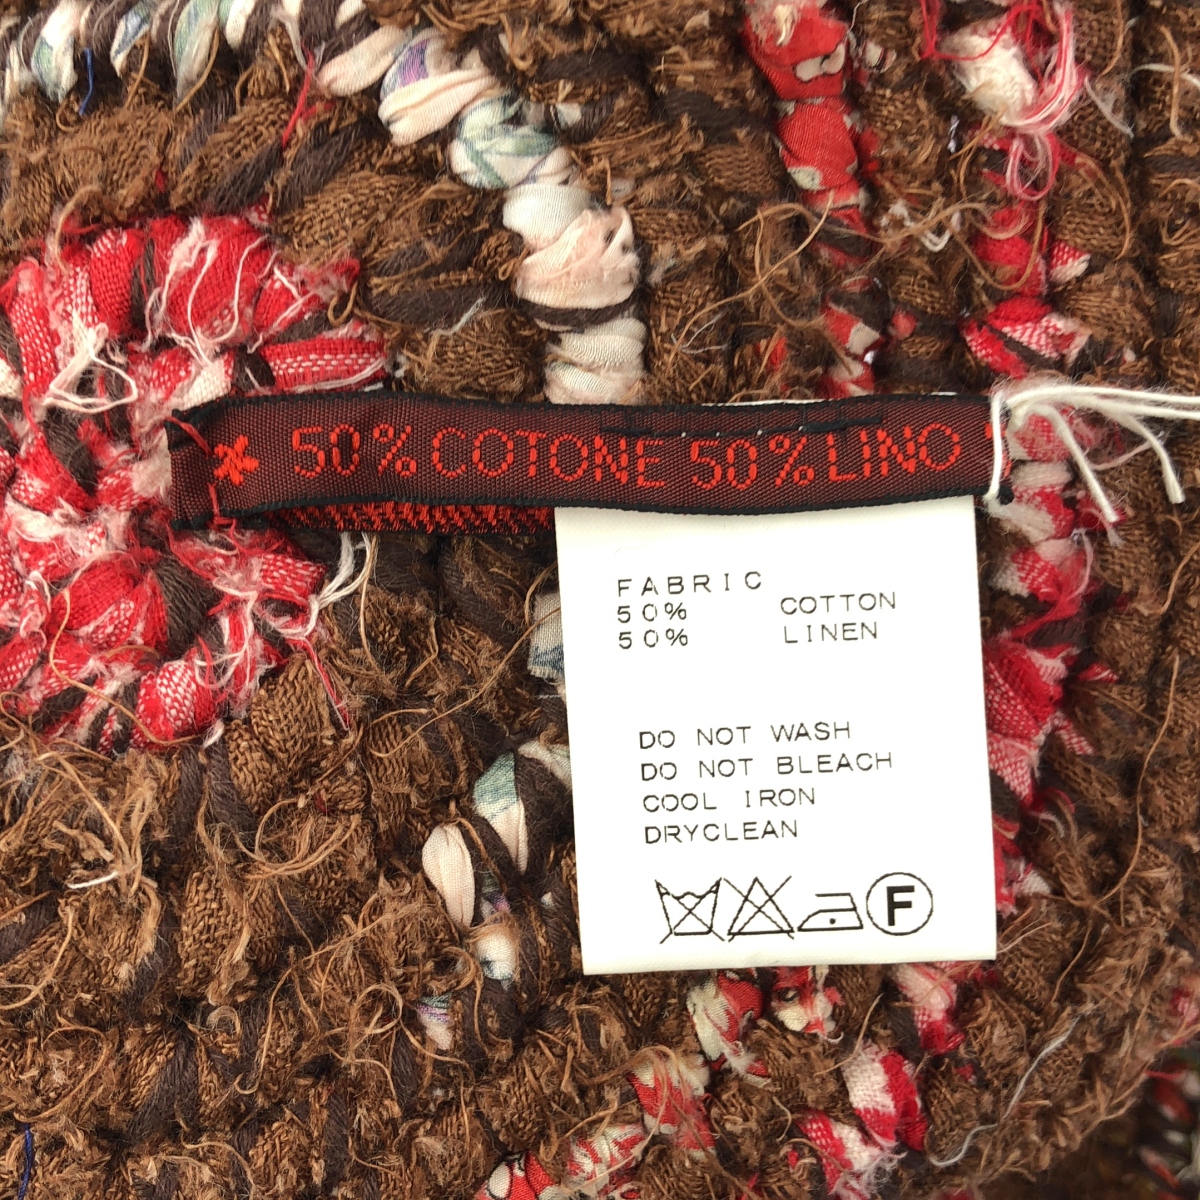 * 50% COTONE 50% LINO
FABRIC
50% COTTON
50% LINEN
DO NOT WASH
DO NOT BLEACH
COOL IRON
DRYCLEAN
F